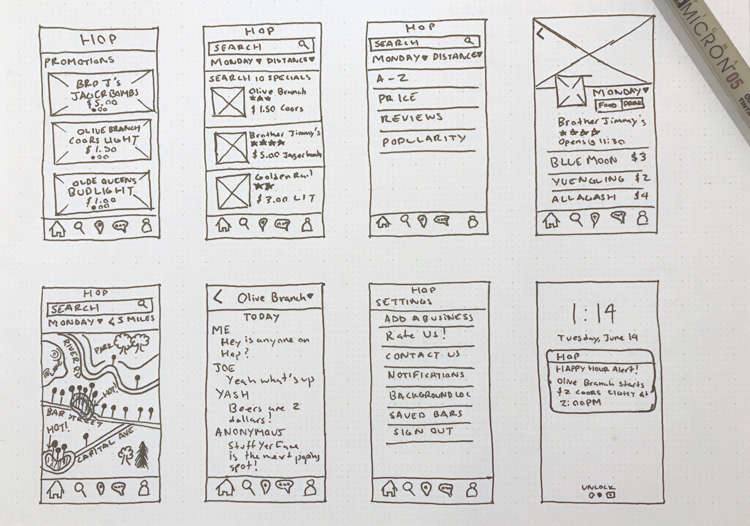 HOP
PROMOTIONS
BRO J's
JAGERBOMBS
$5.00
OLIVE BRANCH
COORS LIGHT
$1.50
OLDE QUEENS
BUDLIGHT
$1.00
HOP
SEARCH
MONDAY DISTANCE
SEARCH 10 SPECIALS
Olive Branch
$1.50 Coors
Brother Jimmy's
$5.00 Jagerbomb
Golden Rail
$3.00 LIT
HOP
SEARCH
MONDAY DISTANCE
A-Z
PRICE
REVIEWS
POPULARITY
MONDAY
FOOD DRINK
Brother Jimmy's
Opens @ 11:30
BLUE MOON $3
YUENGLING $2
ALLAGASH $4
MICRON 05
HOP
SEARCH
MONDAY <5 MILES
RIVER RD
PARK
HOT!
BAR STREET
HOT!
CAPITAL AVE
Olive Branch
TODAY
ME
Hey is anyone on
Hop?
JOE
Yeah what's up
YASH
Beers are 2
dollars!
ANONYMOUS
Stuff Yer Face
is the next poppin
spot!
HOP
SETTINGS
ADD A BUSINESS
Rate Us!
CONTACT US
NOTIFICATIONS
BACKGROUND LOC
SAVED BARS
SIGN OUT
1:14
Tuesday, June 14
HOP
HAPPY HOUR Alert!
Olive Branch starts
$2 COORS LIGHT at
2:00PM
UNLOCK